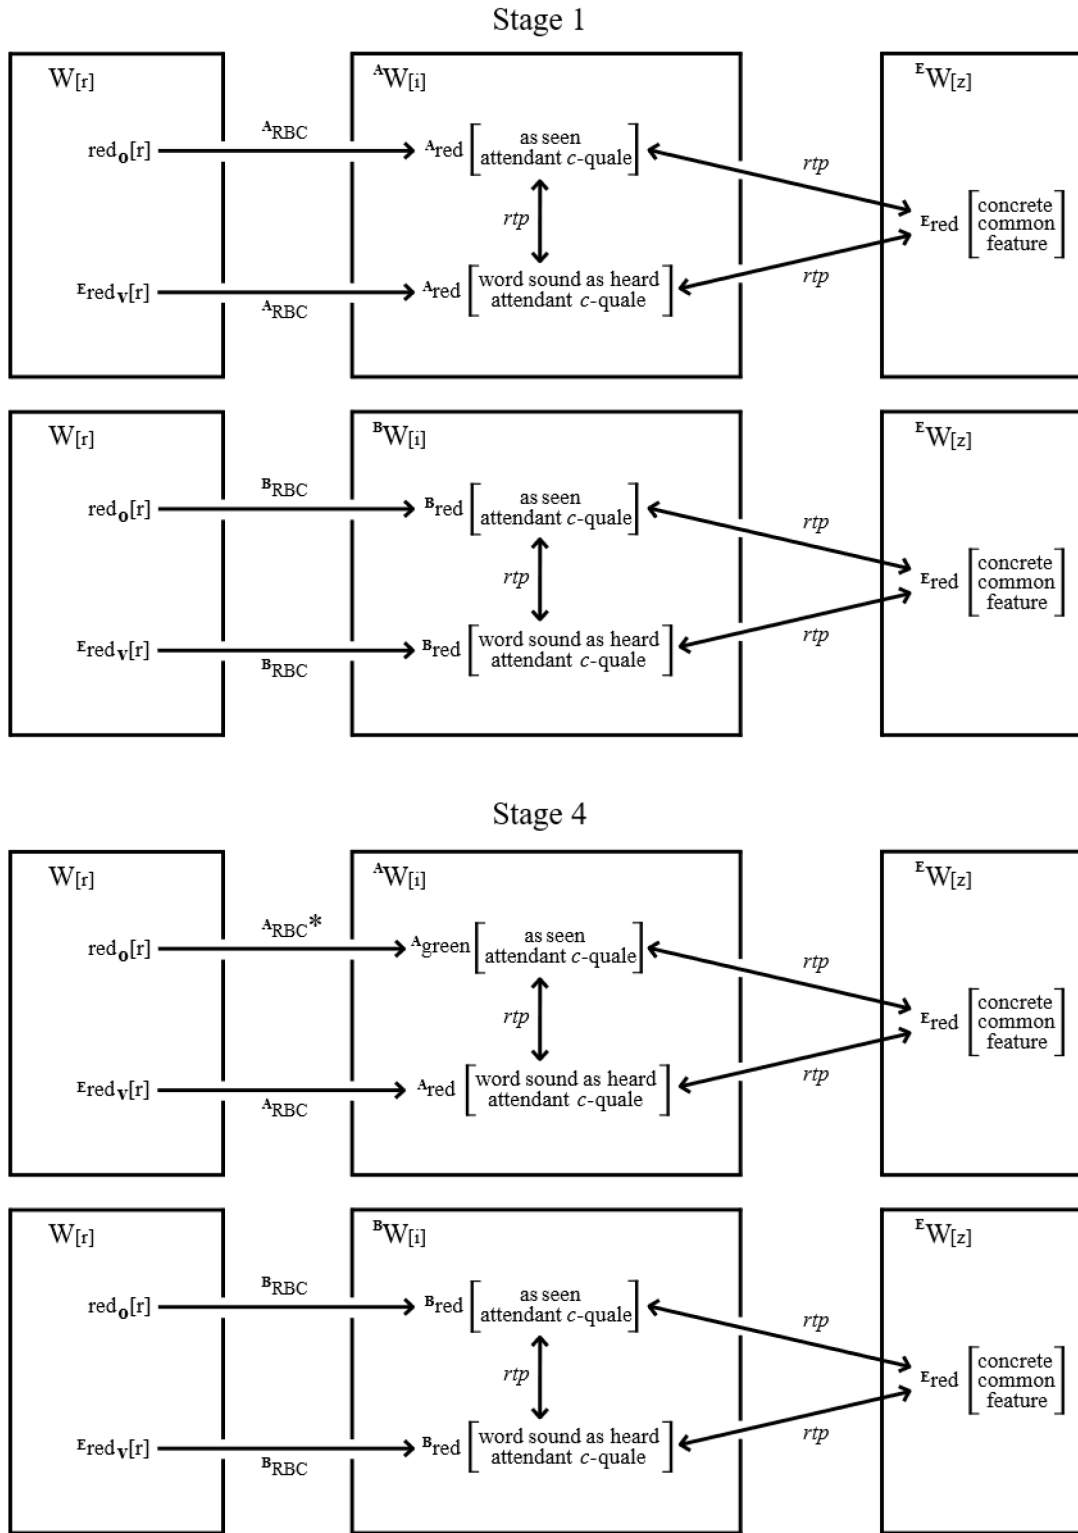 Stage 1
W[r] ᴬW[i] ᴱW[z]
redₒ[r] ᴬRBC ᴬred [as seen rtp
attendant c-quale]
rtp ᴱred [concrete
common
feature]
ᴱredᵥ[r] ᴬRBC ᴬred [word sound as heard rtp
attendant c-quale]
W[r] ᴮW[i] ᴱW[z]
redₒ[r] ᴮRBC ᴮred [as seen rtp
attendant c-quale]
rtp ᴱred [concrete
common
feature]
ᴱredᵥ[r] ᴮRBC ᴮred [word sound as heard rtp
attendant c-quale]
Stage 4
W[r] ᴬW[i] ᴱW[z]
redₒ[r] ᴬRBC* ᴬgreen [as seen rtp
attendant c-quale]
rtp ᴱred [concrete
common
feature]
ᴱredᵥ[r] ᴬRBC ᴬred [word sound as heard rtp
attendant c-quale]
W[r] ᴮW[i] ᴱW[z]
redₒ[r] ᴮRBC ᴮred [as seen rtp
attendant c-quale]
rtp ᴱred [concrete
common
feature]
ᴱredᵥ[r] ᴮRBC ᴮred [word sound as heard rtp
attendant c-quale]